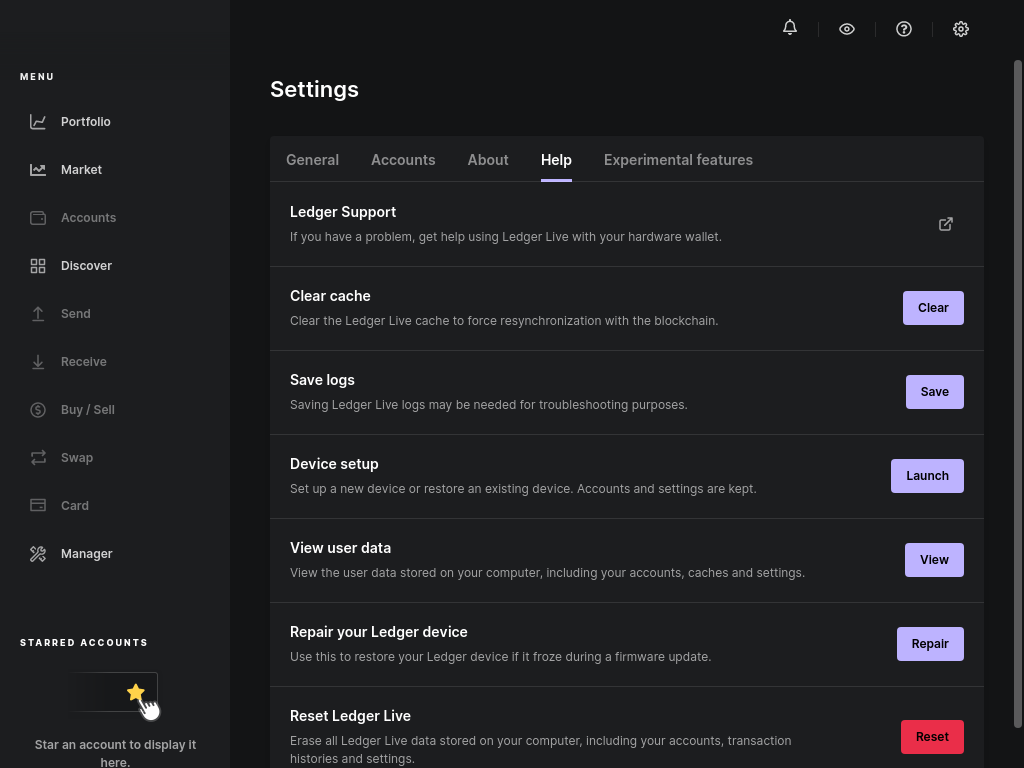 MENU
Portfolio
Market
Accounts
Discover
Send
Receive
Buy / Sell
Swap
Card
Manager
STARRED ACCOUNTS
Star an account to display it
here.
Settings
General
Accounts
About
Help
Experimental features
Ledger Support
If you have a problem, get help using Ledger Live with your hardware wallet.
Clear cache
Clear the Ledger Live cache to force resynchronization with the blockchain.
Clear
Save logs
Saving Ledger Live logs may be needed for troubleshooting purposes.
Save
Device setup
Set up a new device or restore an existing device. Accounts and settings are kept.
Launch
View user data
View the user data stored on your computer, including your accounts, caches and settings.
View
Repair your Ledger device
Use this to restore your Ledger device if it froze during a firmware update.
Repair
Reset Ledger Live
Erase all Ledger Live data stored on your computer, including your accounts, transaction
histories and settings.
Reset